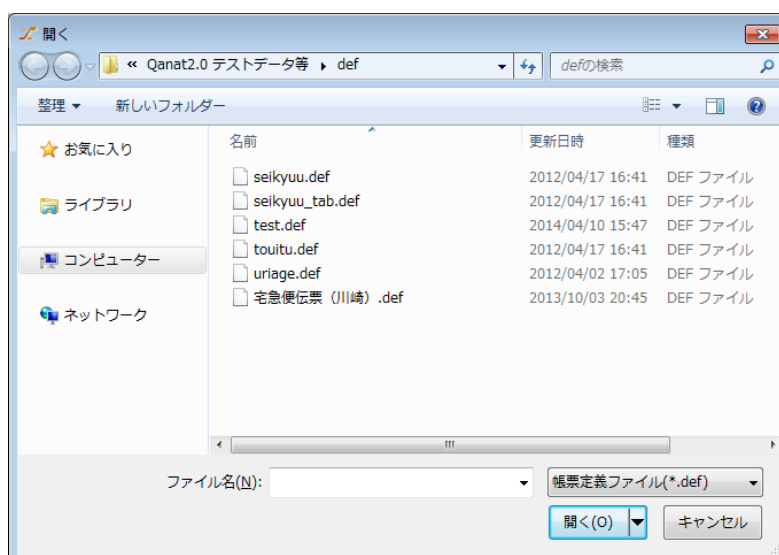 開く
« Qanat2.0 テストデータ等 ▸ def
defの検索
整理 ▼ 新しいフォルダー
名前 更新日時 種類
お気に入り
ライブラリ
コンピューター
ネットワーク
seikyuu.def 2012/04/17 16:41 DEF ファイル
seikyuu_tab.def 2012/04/17 16:41 DEF ファイル
test.def 2014/04/10 15:47 DEF ファイル
touitu.def 2012/04/17 16:41 DEF ファイル
uriage.def 2012/04/02 17:05 DEF ファイル
宅急便伝票（川崎）.def 2013/10/03 20:45 DEF ファイル
ファイル名(N):
帳票定義ファイル(*.def)
開く(O)
キャンセル